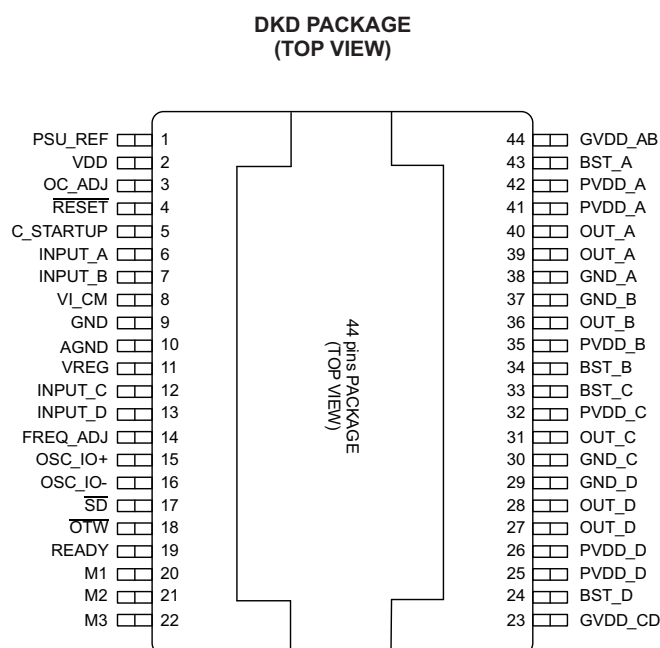 DKD PACKAGE
(TOP VIEW)
PSU_REF 1
VDD 2
OC_ADJ 3
RESET 4
C_STARTUP 5
INPUT_A 6
INPUT_B 7
VI_CM 8
GND 9
AGND 10
VREG 11
INPUT_C 12
INPUT_D 13
FREQ_ADJ 14
OSC_IO+ 15
OSC_IO- 16
SD 17
OTW 18
READY 19
M1 20
M2 21
M3 22
44 pins PACKAGE
(TOP VIEW)
44 GVDD_AB
43 BST_A
42 PVDD_A
41 PVDD_A
40 OUT_A
39 OUT_A
38 GND_A
37 GND_B
36 OUT_B
35 PVDD_B
34 BST_B
33 BST_C
32 PVDD_C
31 OUT_C
30 GND_C
29 GND_D
28 OUT_D
27 OUT_D
26 PVDD_D
25 PVDD_D
24 BST_D
23 GVDD_CD